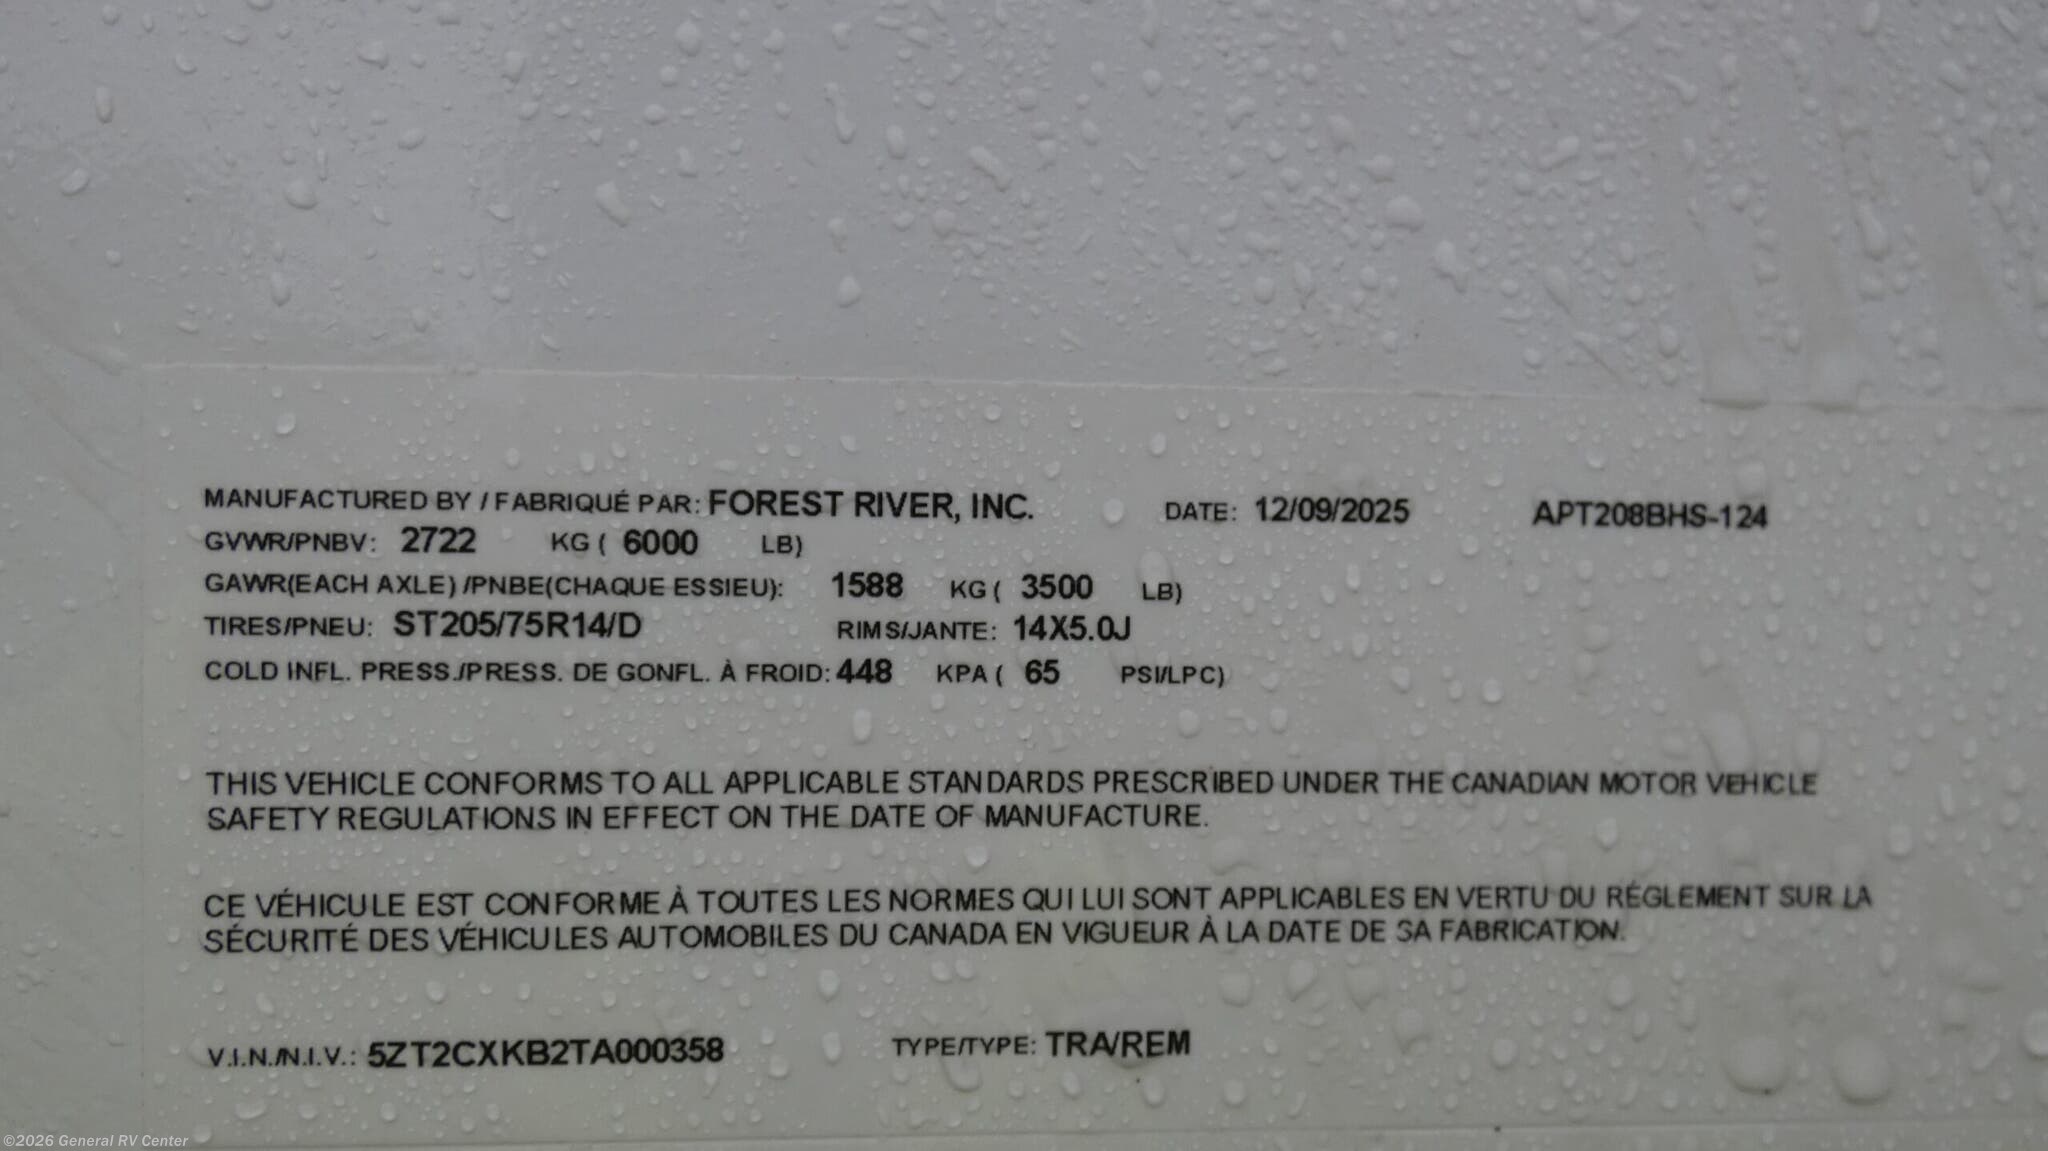 MANUFACTURED BY / FABRIQUÉ PAR: FOREST RIVER, INC. DATE: 12/09/2025 APT208BHS-124
GVWR/PNBV: 2722 KG ( 6000 LB)
GAWR(EACH AXLE) /PNBE(CHAQUE ESSIEU): 1588 KG ( 3500 LB)
TIRES/PNEU: ST205/75R14/D RIMS/JANTE: 14X5.0J
COLD INFL. PRESS./PRESS. DE GONFL. À FROID: 448 KPA ( 65 PSI/LPC)
THIS VEHICLE CONFORMS TO ALL APPLICABLE STANDARDS PRESCRIBED UNDER THE CANADIAN MOTOR VEHICLE
SAFETY REGULATIONS IN EFFECT ON THE DATE OF MANUFACTURE.
CE VÉHICULE EST CONFORME À TOUTES LES NORMES QUI LUI SONT APPLICABLES EN VERTU DU RÉGLEMENT SUR LA
SÉCURITÉ DES VÉHICULES AUTOMOBILES DU CANADA EN VIGUEUR À LA DATE DE SA FABRICATION.
V.I.N./N.I.V.: 5ZT2CXKB2TA000358 TYPE/TYPE: TRA/REM
©2026 General RV Center